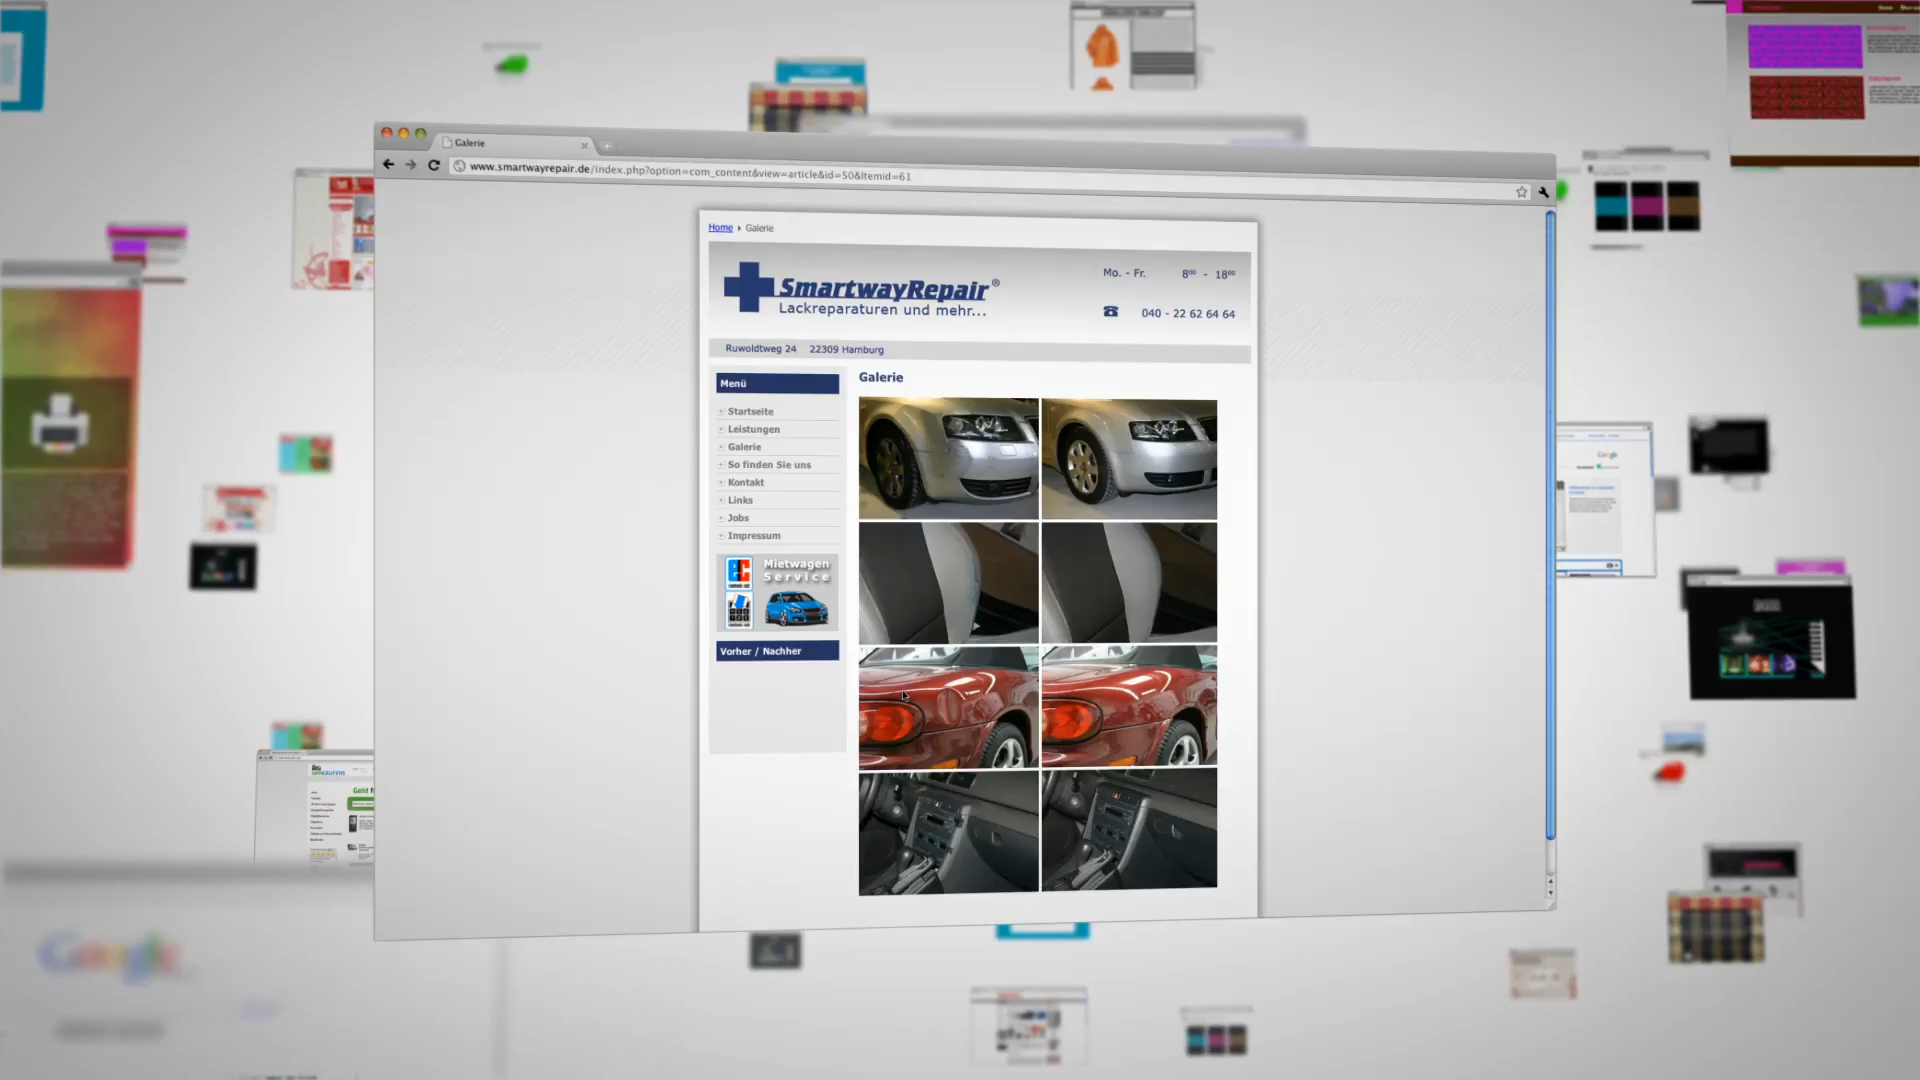 Galerie
www.smartwayrepair.de/index.php?option=com_content&view=article&id=50&Itemid=61
Home ▸ Galerie
SmartwayRepair®
Lackreparaturen und mehr...
Mo. - Fr. 8⁰⁰ - 18⁰⁰
040 - 22 62 64 64
Ruwoldtweg 24 22309 Hamburg
Menü
Startseite
Leistungen
Galerie
So finden Sie uns
Kontakt
Links
Jobs
Impressum
Mietwagen
Service
Vorher / Nachher
Galerie
Google
Google